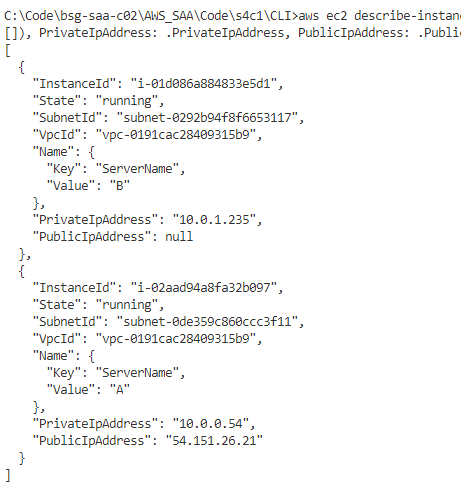 C:\Code\bsg-saa-c02\AWS_SAA\Code\s4c1\CLI>aws ec2 describe-instanc
[]), PrivateIpAddress: .PrivateIpAddress, PublicIpAddress: .Publi
[
  {
    "InstanceId": "i-01d086a884833e5d1",
    "State": "running",
    "SubnetId": "subnet-0292b94f8f6653117",
    "VpcId": "vpc-0191cac28409315b9",
    "Name": {
      "Key": "ServerName",
      "Value": "B"
    },
    "PrivateIpAddress": "10.0.1.235",
    "PublicIpAddress": null
  },
  {
    "InstanceId": "i-02aad94a8fa32b097",
    "State": "running",
    "SubnetId": "subnet-0de359c860ccc3f11",
    "VpcId": "vpc-0191cac28409315b9",
    "Name": {
      "Key": "ServerName",
      "Value": "A"
    },
    "PrivateIpAddress": "10.0.0.54",
    "PublicIpAddress": "54.151.26.21"
  }
]